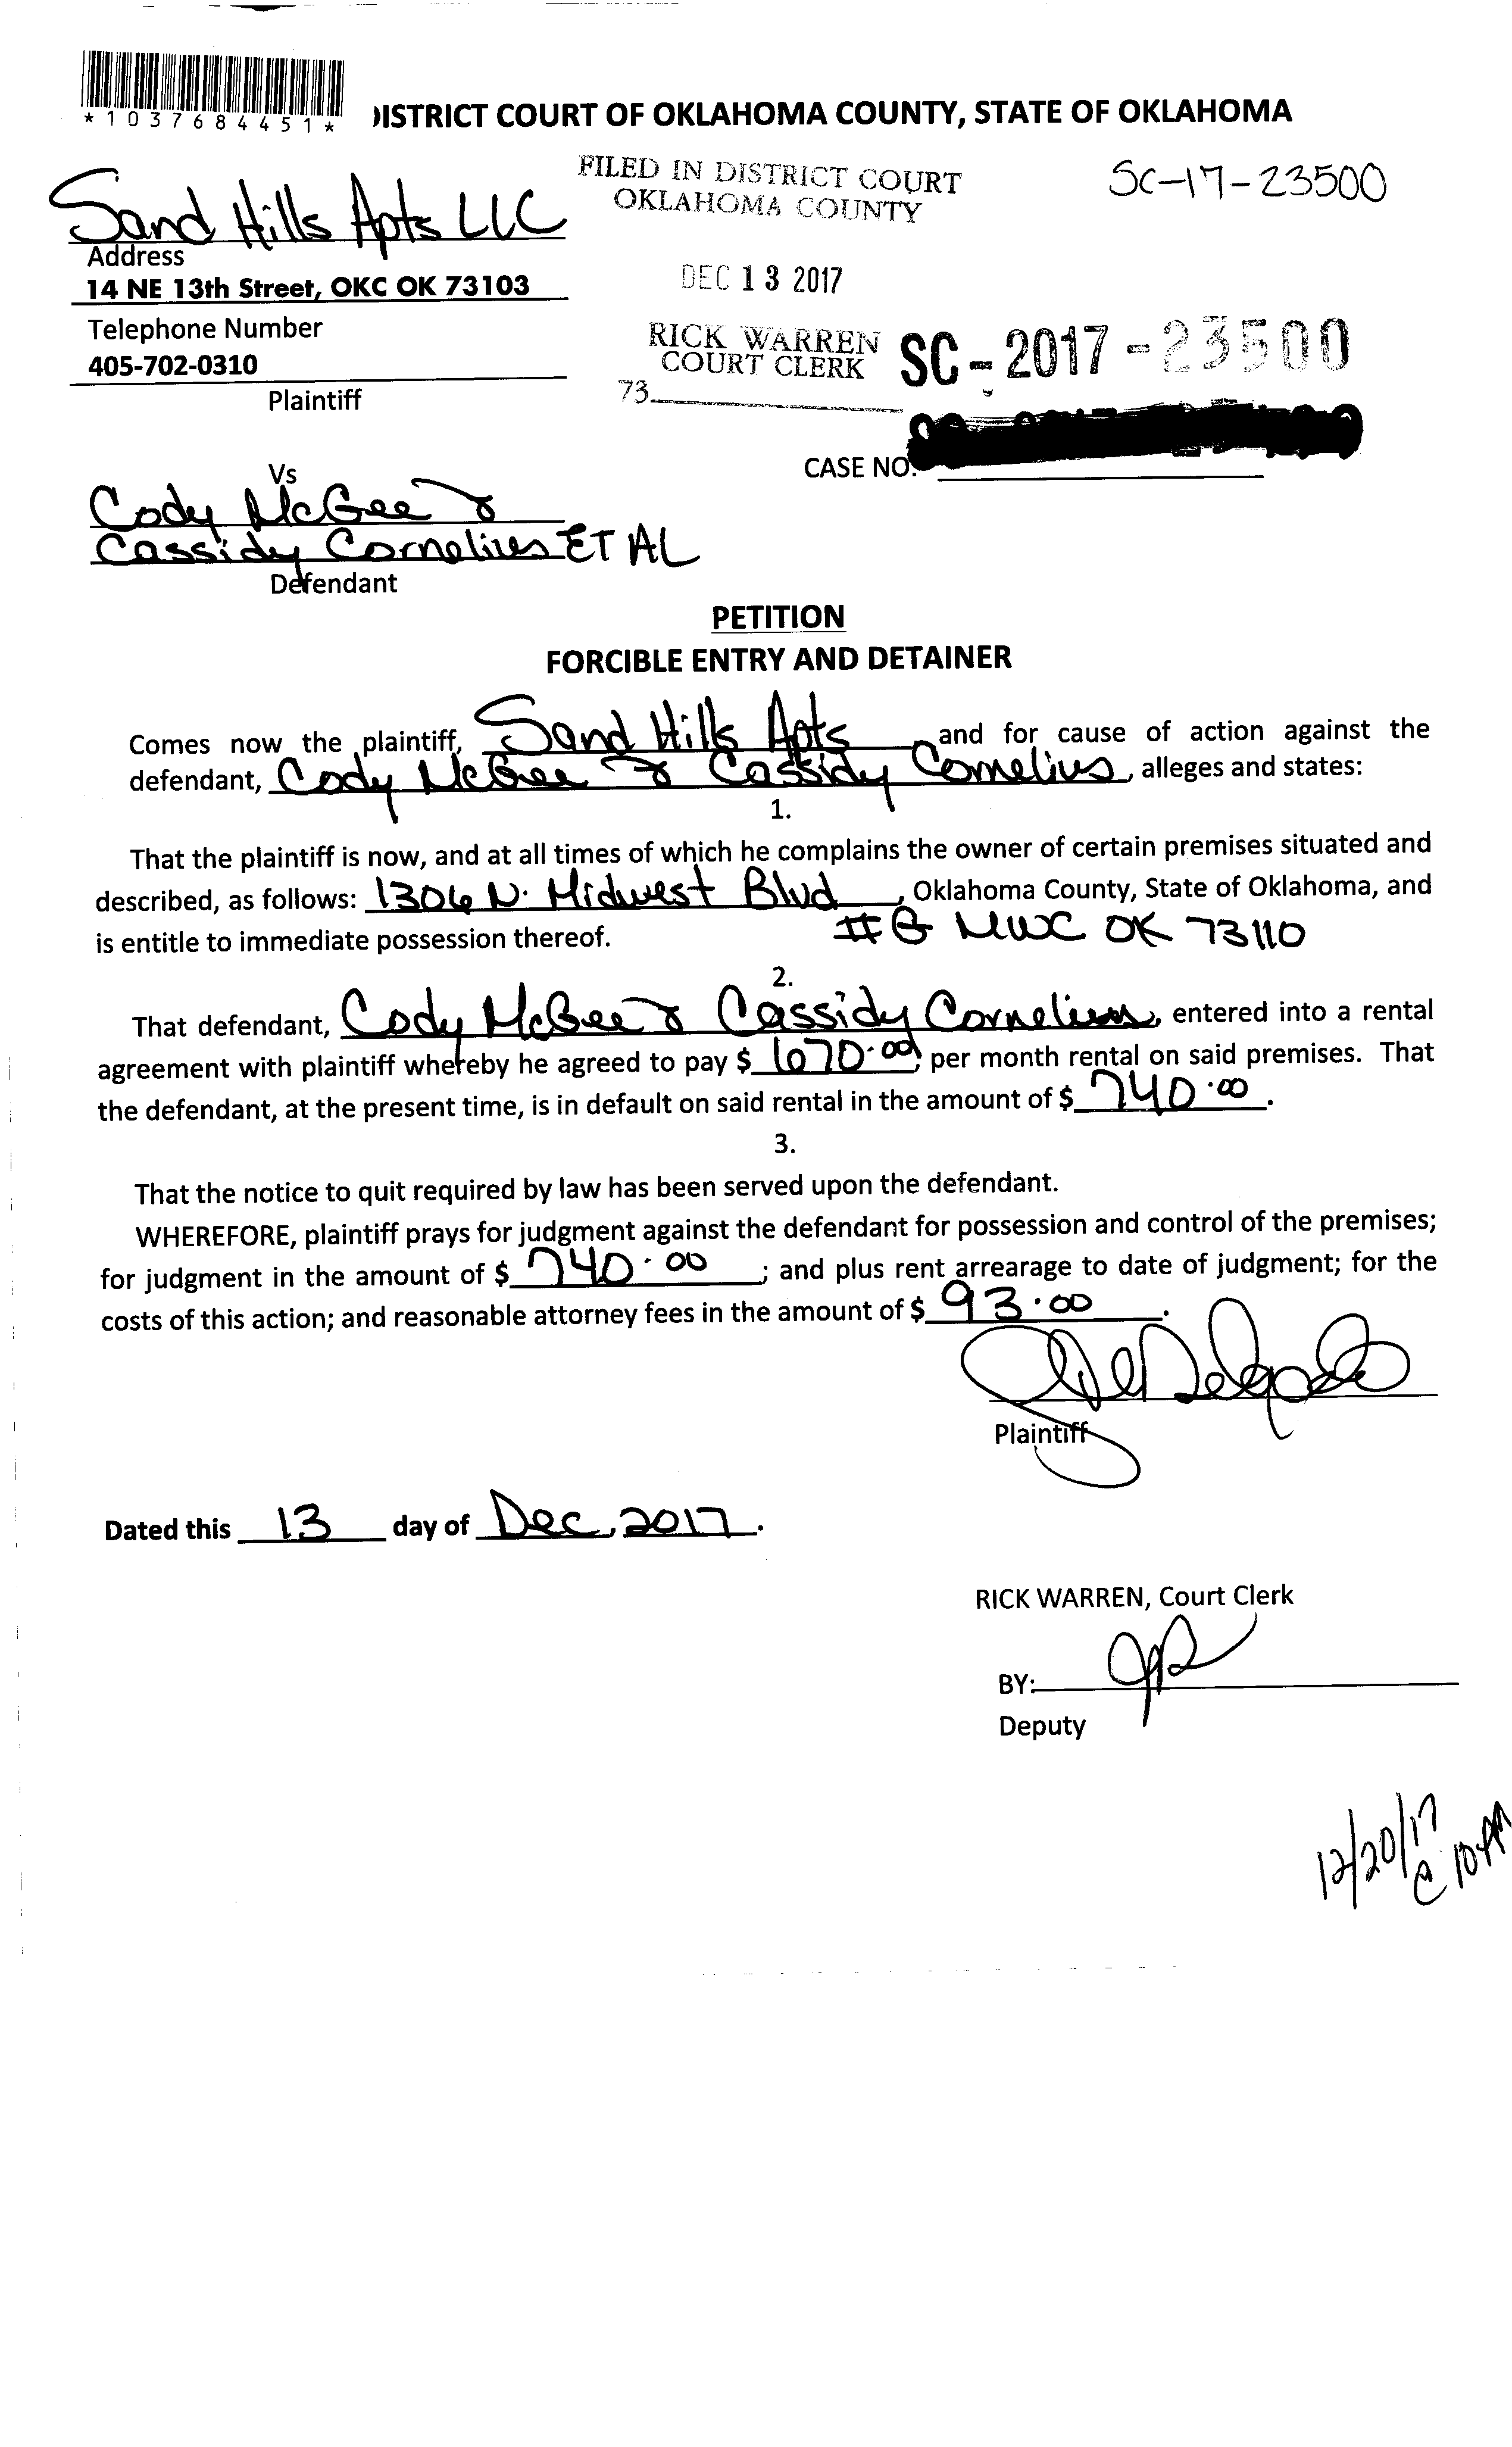 *1037684451*
DISTRICT COURT OF OKLAHOMA COUNTY, STATE OF OKLAHOMA
FILED IN DISTRICT COURT
OKLAHOMA COUNTY
SC-17-23500
Sand Hills Apts LLC
Address
14 NE 13th Street, OKC OK 73103
DEC 13 2017
Telephone Number
405-702-0310
RICK WARREN
COURT CLERK
SC-2017-23500
73
Plaintiff
CASE NO.
Vs
Cody McGee &
Cassidy Cornelius ET AL
Defendant
PETITION
FORCIBLE ENTRY AND DETAINER
Comes now the plaintiff, Sand Hills Apts and for cause of action against the
defendant, Cody McGee & Cassidy Cornelius, alleges and states:
1.
That the plaintiff is now, and at all times of which he complains the owner of certain premises situated and
described, as follows: 1306 N. Midwest Blvd, Oklahoma County, State of Oklahoma, and
is entitle to immediate possession thereof. # G MWC OK 73110
2.
That defendant, Cody McGee & Cassidy Cornelius, entered into a rental
agreement with plaintiff whereby he agreed to pay $ 670.00, per month rental on said premises. That
the defendant, at the present time, is in default on said rental in the amount of $ 740.00.
3.
That the notice to quit required by law has been served upon the defendant.
WHEREFORE, plaintiff prays for judgment against the defendant for possession and control of the premises;
for judgment in the amount of $ 740.00; and plus rent arrearage to date of judgment; for the
costs of this action; and reasonable attorney fees in the amount of $ 93.00.
Delgado
Plaintiff
Dated this 13 day of Dec, 2017.
RICK WARREN, Court Clerk
BY:
Deputy
12/20/17
@ 10 AM